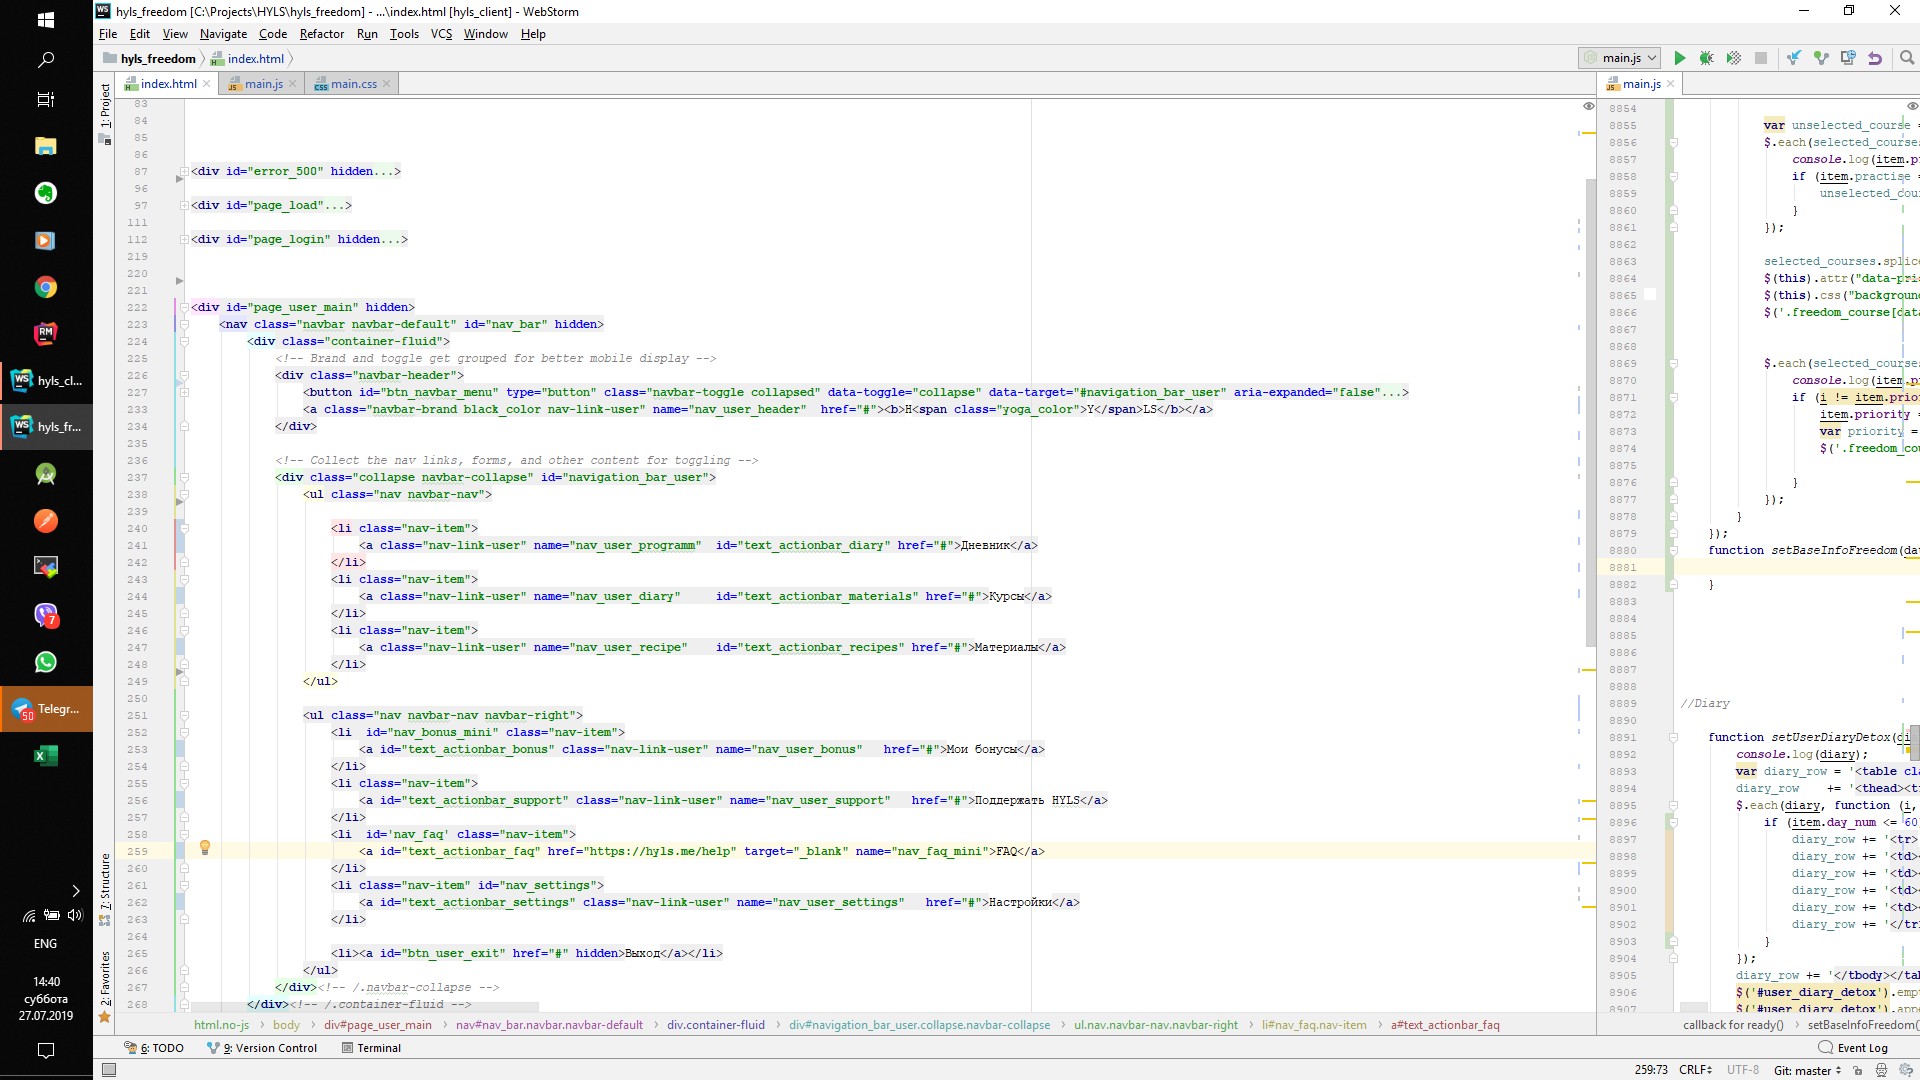 hyls_freedom [C:\Projects\HYLS\hyls_freedom] - ...\index.html [hyls_client] - WebStorm
File Edit View Navigate Code Refactor Run Tools VCS Window Help
hyls_freedom index.html main.js
index.html main.js main.css main.js
1: Project
83
84
85
86
87 <div id="error_500" hidden...>
96
97 <div id="page_load"...>
111
112 <div id="page_login" hidden...>
219
220
221
222 <div id="page_user_main" hidden>
223 <nav class="navbar navbar-default" id="nav_bar" hidden>
224 <div class="container-fluid">
225 <!-- Brand and toggle get grouped for better mobile display -->
226 <div class="navbar-header">
227 <button id="btn_navbar_menu" type="button" class="navbar-toggle collapsed" data-toggle="collapse" data-target="#navigation_bar_user" aria-expanded="false"...>
233 <a class="navbar-brand black_color nav-link-user" name="nav_user_header" href="#"><b>H<span class="yoga_color">Y</span>LS</b></a>
234 </div>
235
236 <!-- Collect the nav links, forms, and other content for toggling -->
237 <div class="collapse navbar-collapse" id="navigation_bar_user">
238 <ul class="nav navbar-nav">
239
240 <li class="nav-item">
241 <a class="nav-link-user" name="nav_user_programm" id="text_actionbar_diary" href="#">Дневник</a>
242 </li>
243 <li class="nav-item">
244 <a class="nav-link-user" name="nav_user_diary" id="text_actionbar_materials" href="#">Курсы</a>
245 </li>
246 <li class="nav-item">
247 <a class="nav-link-user" name="nav_user_recipe" id="text_actionbar_recipes" href="#">Материалы</a>
248 </li>
249 </ul>
250
251 <ul class="nav navbar-nav navbar-right">
252 <li id="nav_bonus_mini" class="nav-item">
253 <a id="text_actionbar_bonus" class="nav-link-user" name="nav_user_bonus" href="#">Мои бонусы</a>
254 </li>
255 <li class="nav-item">
256 <a id="text_actionbar_support" class="nav-link-user" name="nav_user_support" href="#">Поддержать HYLS</a>
257 </li>
258 <li id='nav_faq' class="nav-item">
259 <a id="text_actionbar_faq" href="https://hyls.me/help" target="_blank" name="nav_faq_mini">FAQ</a>
260 </li>
261 <li class="nav-item" id="nav_settings">
262 <a id="text_actionbar_settings" class="nav-link-user" name="nav_user_settings" href="#">Настройки</a>
263 </li>
264
265 <li><a id="btn_user_exit" href="#" hidden>Выход</a></li>
266 </ul>
267 </div><!-- /.navbar-collapse -->
268 </div><!-- /.container-fluid -->
8854
8855 var unselected_course =
8856 $.each(selected_courses
8857 console.log(item.p
8858 if (item.practise =
8859 unselected_cou
8860 }
8861 });
8862
8863 selected_courses.splice
8864 $(this).attr("data-pri
8865 $(this).css("background
8866 $('.freedom_course[dat
8867
8868
8869 $.each(selected_courses
8870 console.log(item.p
8871 if (i != item.prior
8872 item.priority =
8873 var priority =
8874 $('.freedom_cou
8875
8876 }
8877 });
8878 }
8879 });
8880 function setBaseInfoFreedom(da
8881
8882 }
8883
8884
8885
8886
8887
8888
8889 //Diary
8890
8891 function setUserDiaryDetox(di
8892 console.log(diary);
8893 var diary_row = '<table cla
8894 diary_row += '<thead><t
8895 $.each(diary, function (i,
8896 if (item.day_num <= 60
8897 diary_row += '<tr>
8898 diary_row += '<td>
8899 diary_row += '<td>
8900 diary_row += '<td>
8901 diary_row += '<td>
8902 diary_row += '</tr
8903 }
8904 });
8905 diary_row += '</tbody></tab
8906 $('#user_diary_detox').empt
8907 $('#user_diary_detox').appe
html.no-js body div#page_user_main nav#nav_bar.navbar.navbar-default div.container-fluid div#navigation_bar_user.collapse.navbar-collapse ul.nav.navbar-nav.navbar-right li#nav_faq.nav-item a#text_actionbar_faq
callback for ready() setBaseInfoFreedom()
6: TODO 9: Version Control Terminal Event Log
259:73 CRLF UTF-8 Git: master
7: Structure
2: Favorites
RM
WS hyls_cl...
WS hyls_fr...
7
50 Telegr...
ENG
14:40
суббота
27.07.2019